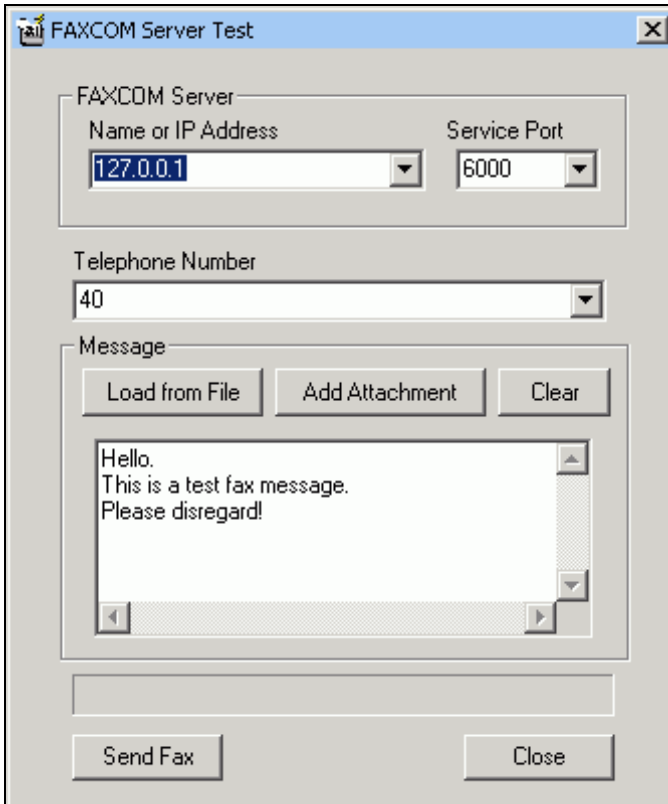 FAXCOM Server Test
FAXCOM Server
Name or IP Address Service Port
127.0.0.1 6000
Telephone Number
40
Message
Load from File Add Attachment Clear
Hello.
This is a test fax message.
Please disregard!
Send Fax Close